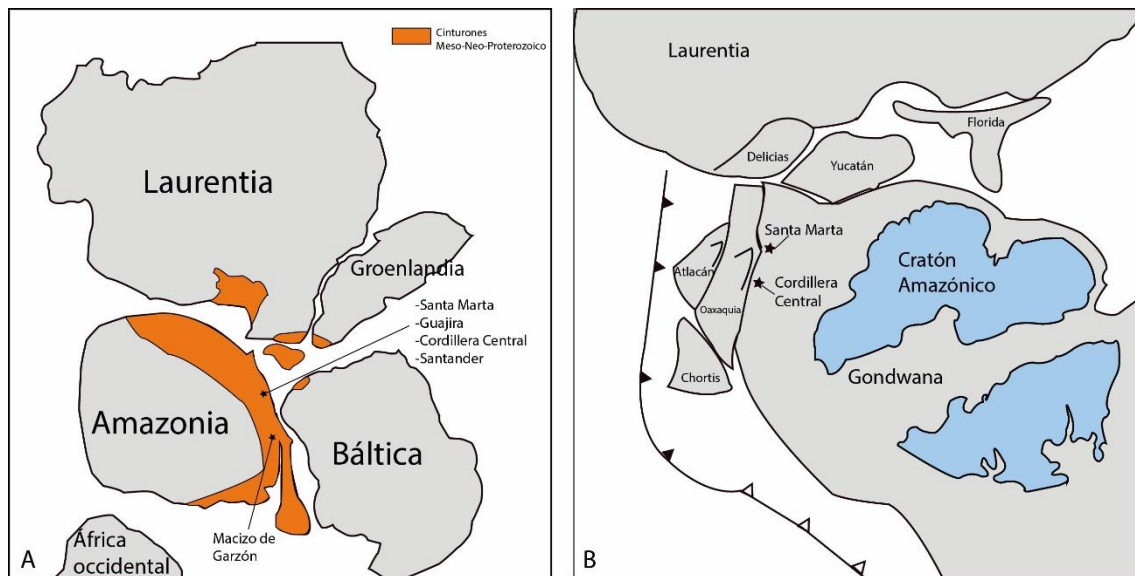 Cinturones
Meso-Neo-Proterozoico
Laurentia
Groenlandia
-Santa Marta
-Guajira
-Cordillera Central
-Santander
Amazonia
Báltica
Macizo de
Garzón
África
occidental
A
Laurentia
Florida
Delicias
Yucatán
Santa Marta
Atlacán
Cratón
Amazónico
Cordillera
Central
Oaxaquia
Chortis
Gondwana
B